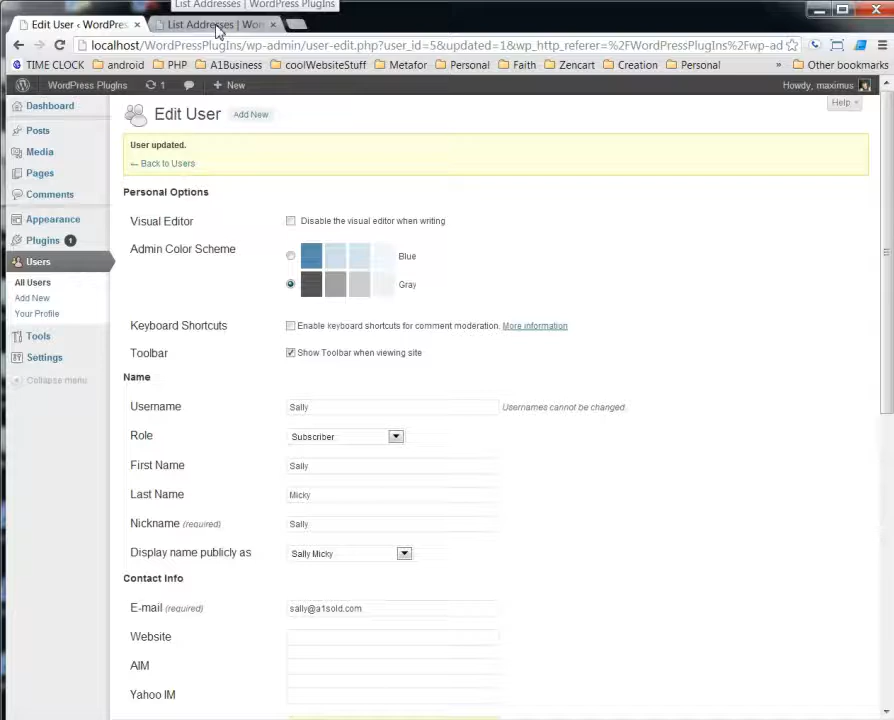 List Addresses | WordPress PlugIns
Edit User ‹ WordPres ×
List Addresses | Wor ×
localhost/WordPressPlugIns/wp-admin/user-edit.php?user_id=5&updated=1&wp_http_referer=%2FWordPressPlugIns%2Fwp-ad
TIME CLOCK android PHP A1Business coolWebsiteStuff Metafor Personal Faith Zencart Creation Personal » Other bookmarks
WordPress PlugIns 1 + New Howdy, maximus
Help
Dashboard
Posts
Media
Pages
Comments
Appearance
Plugins 1
Users
All Users
Add New
Your Profile
Tools
Settings
Collapse menu
Edit User Add New
User updated.
← Back to Users
Personal Options
Visual Editor Disable the visual editor when writing
Admin Color Scheme
Blue
Gray
Keyboard Shortcuts Enable keyboard shortcuts for comment moderation. More information
Toolbar Show Toolbar when viewing site
Name
Username Sally Usernames cannot be changed.
Role Subscriber
First Name Sally
Last Name Micky
Nickname (required) Sally
Display name publicly as Sally Micky
Contact Info
E-mail (required) sally@a1sold.com
Website
AIM
Yahoo IM